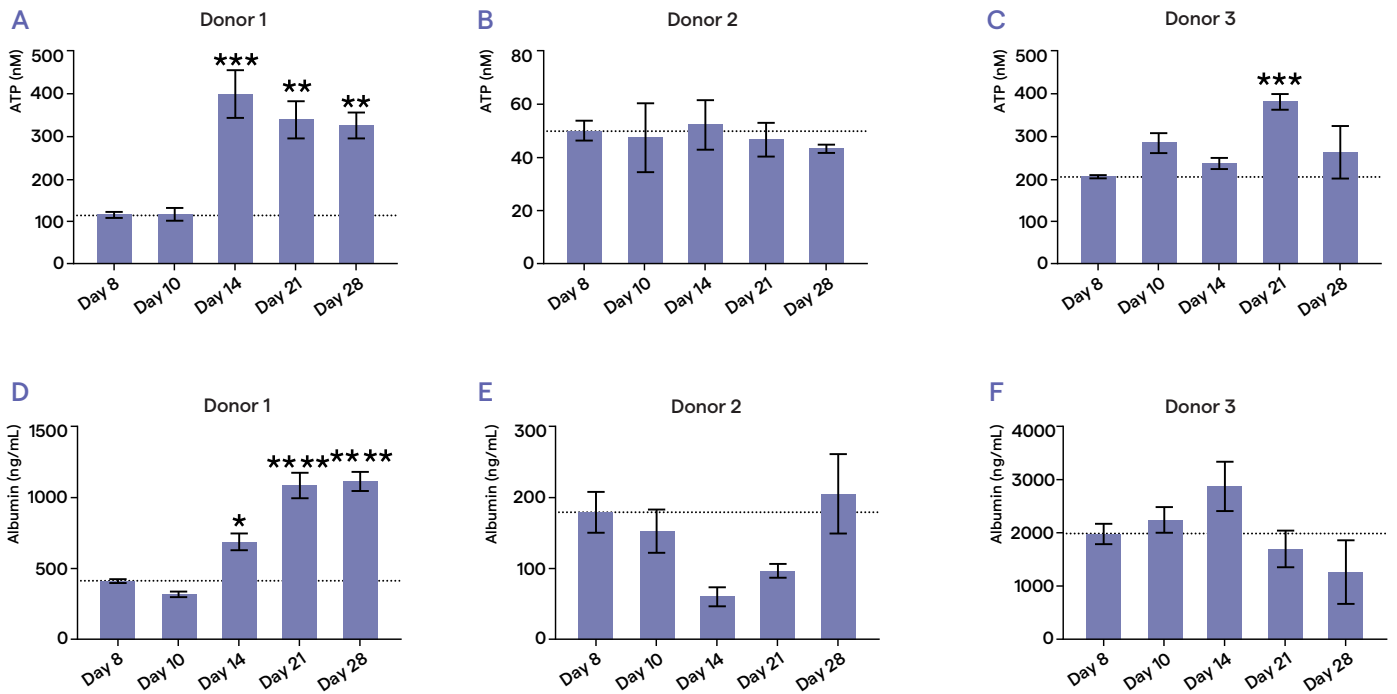 A
Donor 1
ATP (nM)
500
400
300
200
100
0
***
**
**
Day 8
Day 10
Day 14
Day 21
Day 28
B
Donor 2
ATP (nM)
80
60
40
20
0
Day 8
Day 10
Day 14
Day 21
Day 28
C
Donor 3
ATP (nM)
500
400
300
200
100
0
***
Day 8
Day 10
Day 14
Day 21
Day 28
D
Donor 1
Albumin (ng/mL)
1500
1000
500
0
*
****
****
Day 8
Day 10
Day 14
Day 21
Day 28
E
Donor 2
Albumin (ng/mL)
300
200
100
0
Day 8
Day 10
Day 14
Day 21
Day 28
F
Donor 3
Albumin (ng/mL)
4000
3000
2000
1000
0
Day 8
Day 10
Day 14
Day 21
Day 28